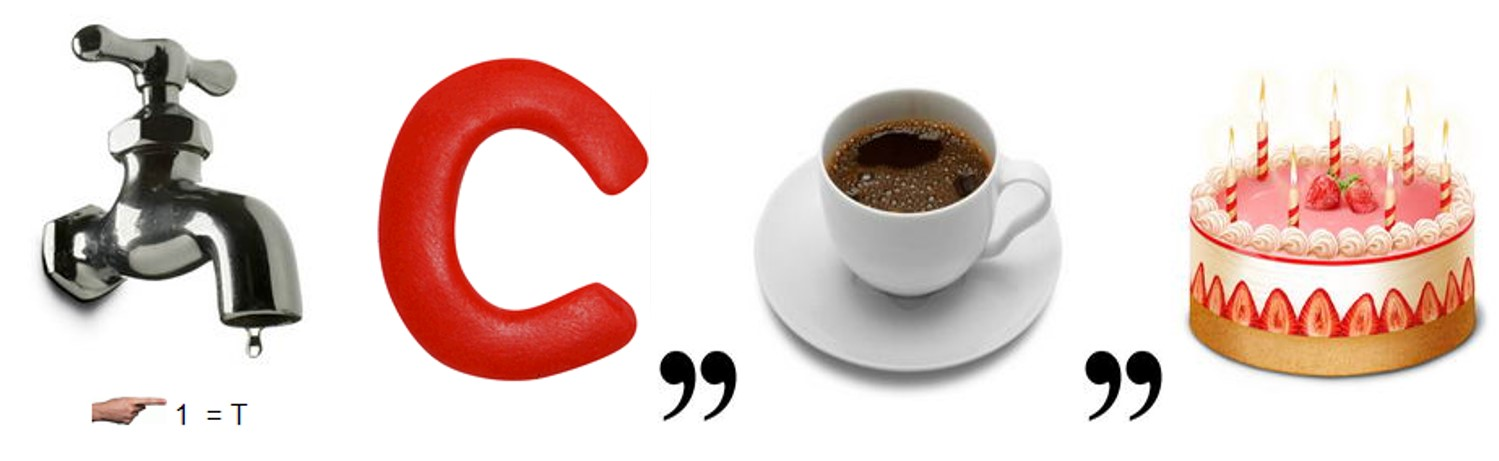 C ,, ,,
1 = T